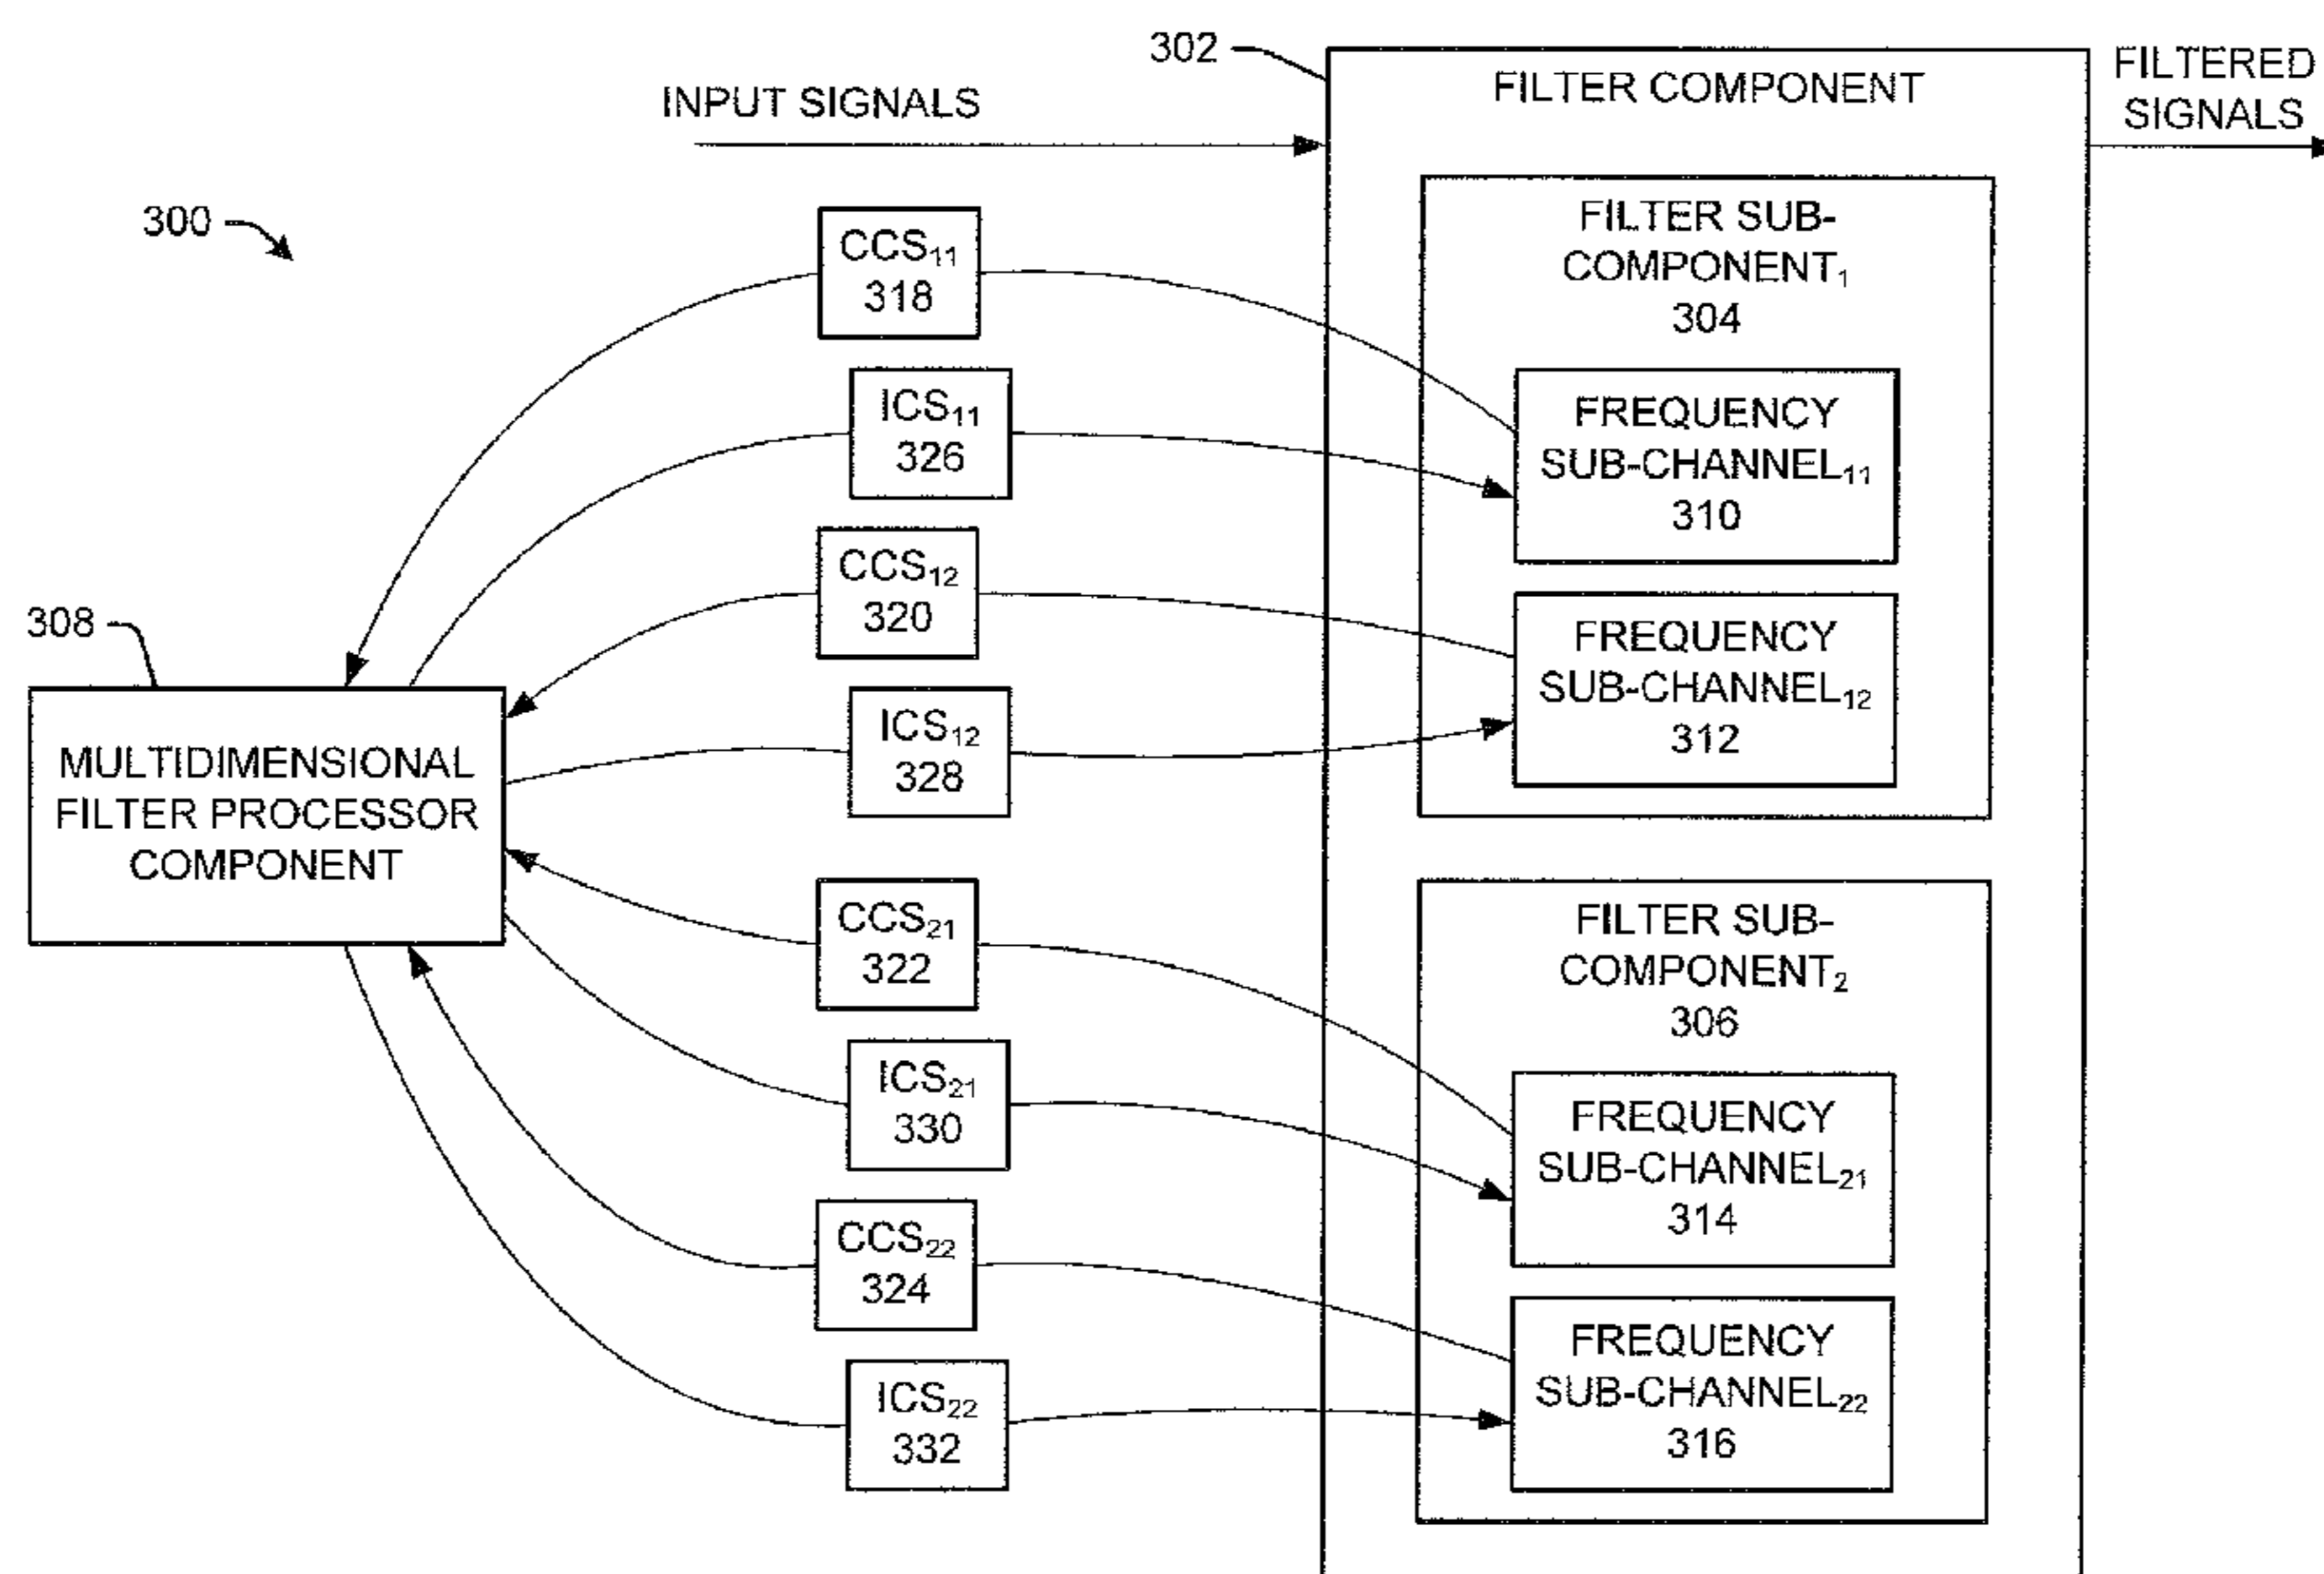 302
FILTER COMPONENT
FILTERED
SIGNALS
INPUT SIGNALS
300
CCS₁₁
318
ICS₁₁
326
CCS₁₂
320
ICS₁₂
328
308
MULTIDIMENSIONAL
FILTER PROCESSOR
COMPONENT
CCS₂₁
322
ICS₂₁
330
CCS₂₂
324
ICS₂₂
332
FILTER SUB-
COMPONENT₁
304
FREQUENCY
SUB-CHANNEL₁₁
310
FREQUENCY
SUB-CHANNEL₁₂
312
FILTER SUB-
COMPONENT₂
306
FREQUENCY
SUB-CHANNEL₂₁
314
FREQUENCY
SUB-CHANNEL₂₂
316